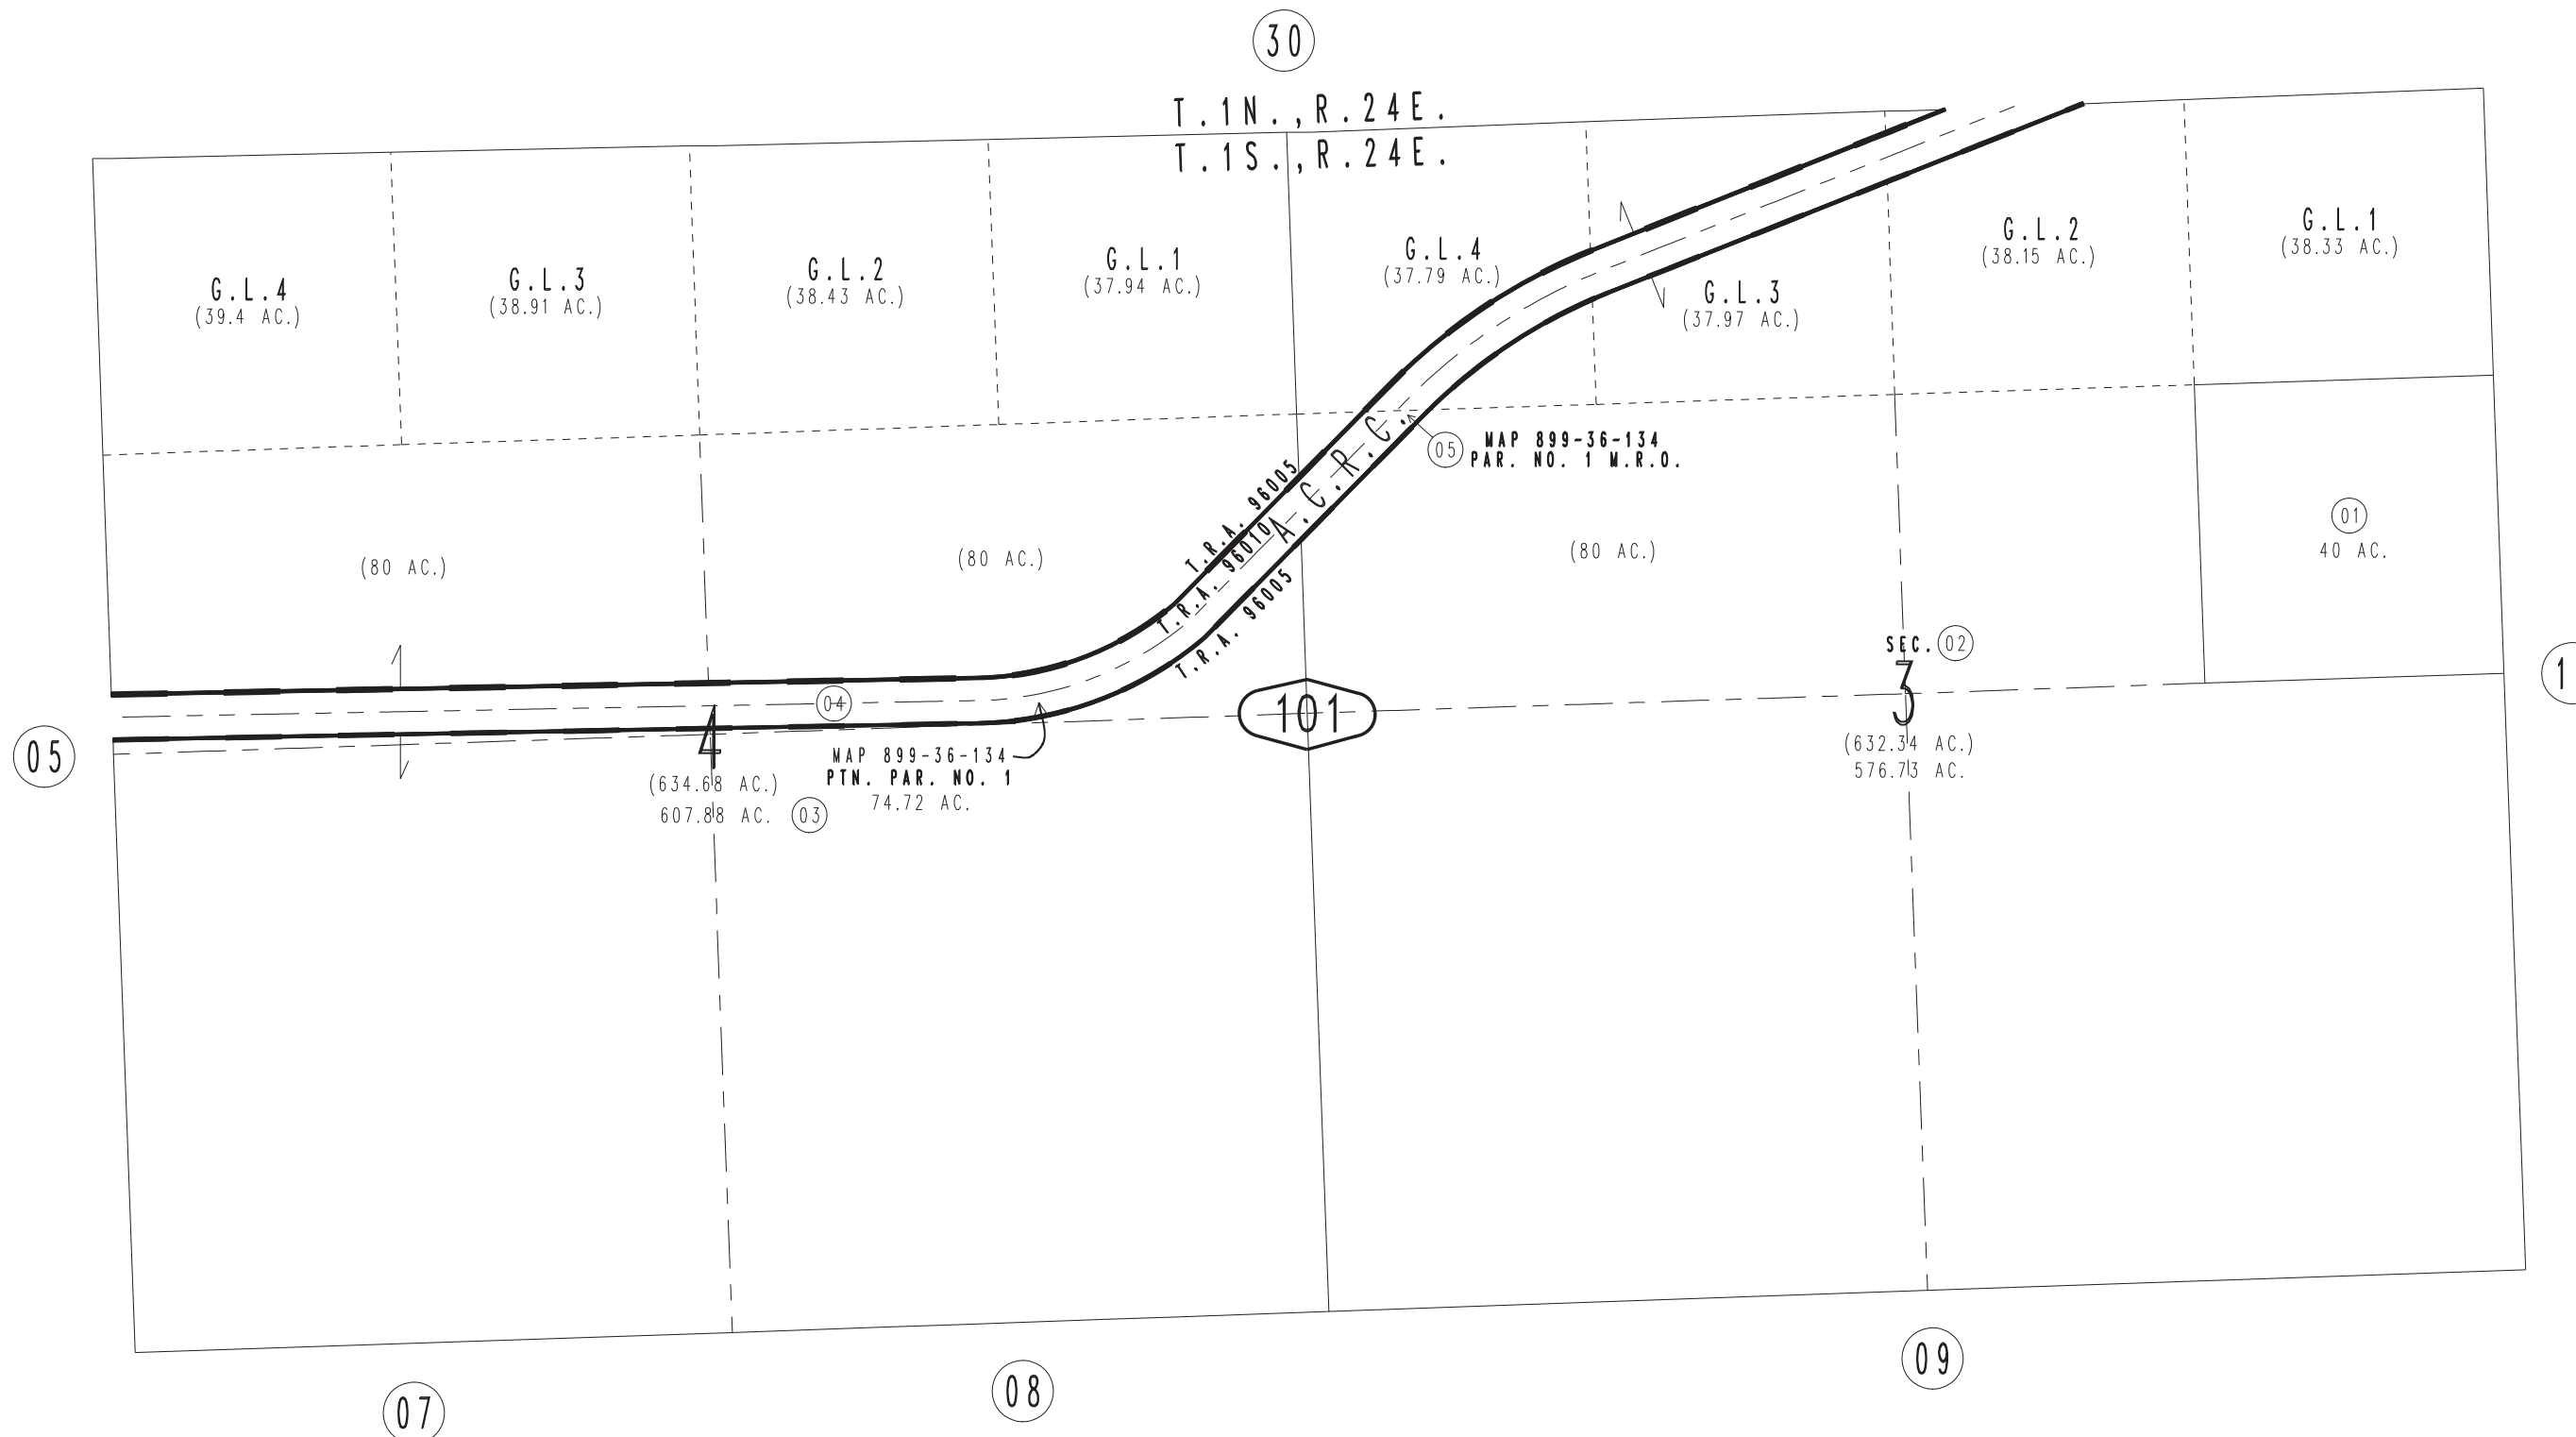 30
T.1N.,R.24E.
T.1S.,R.24E.
G.L.4
(39.4 AC.)
G.L.3
(38.91 AC.)
G.L.2
(38.43 AC.)
G.L.1
(37.94 AC.)
G.L.4
(37.79 AC.)
G.L.3
(37.97 AC.)
G.L.2
(38.15 AC.)
G.L.1
(38.33 AC.)
(80 AC.)
(80 AC.)
(80 AC.)
01
40 AC.
T.R.A. 96005
T.R.A. 96010
T.R.A. 96005
A.C.R.C.
05
MAP 899-36-134
PAR. NO. 1 M.R.O.
SEC. 02
3
(632.34 AC.)
576.73 AC.
1
101
04
4
(634.68 AC.)
607.88 AC. 03
MAP 899-36-134
PTN. PAR. NO. 1
74.72 AC.
05
07
08
09